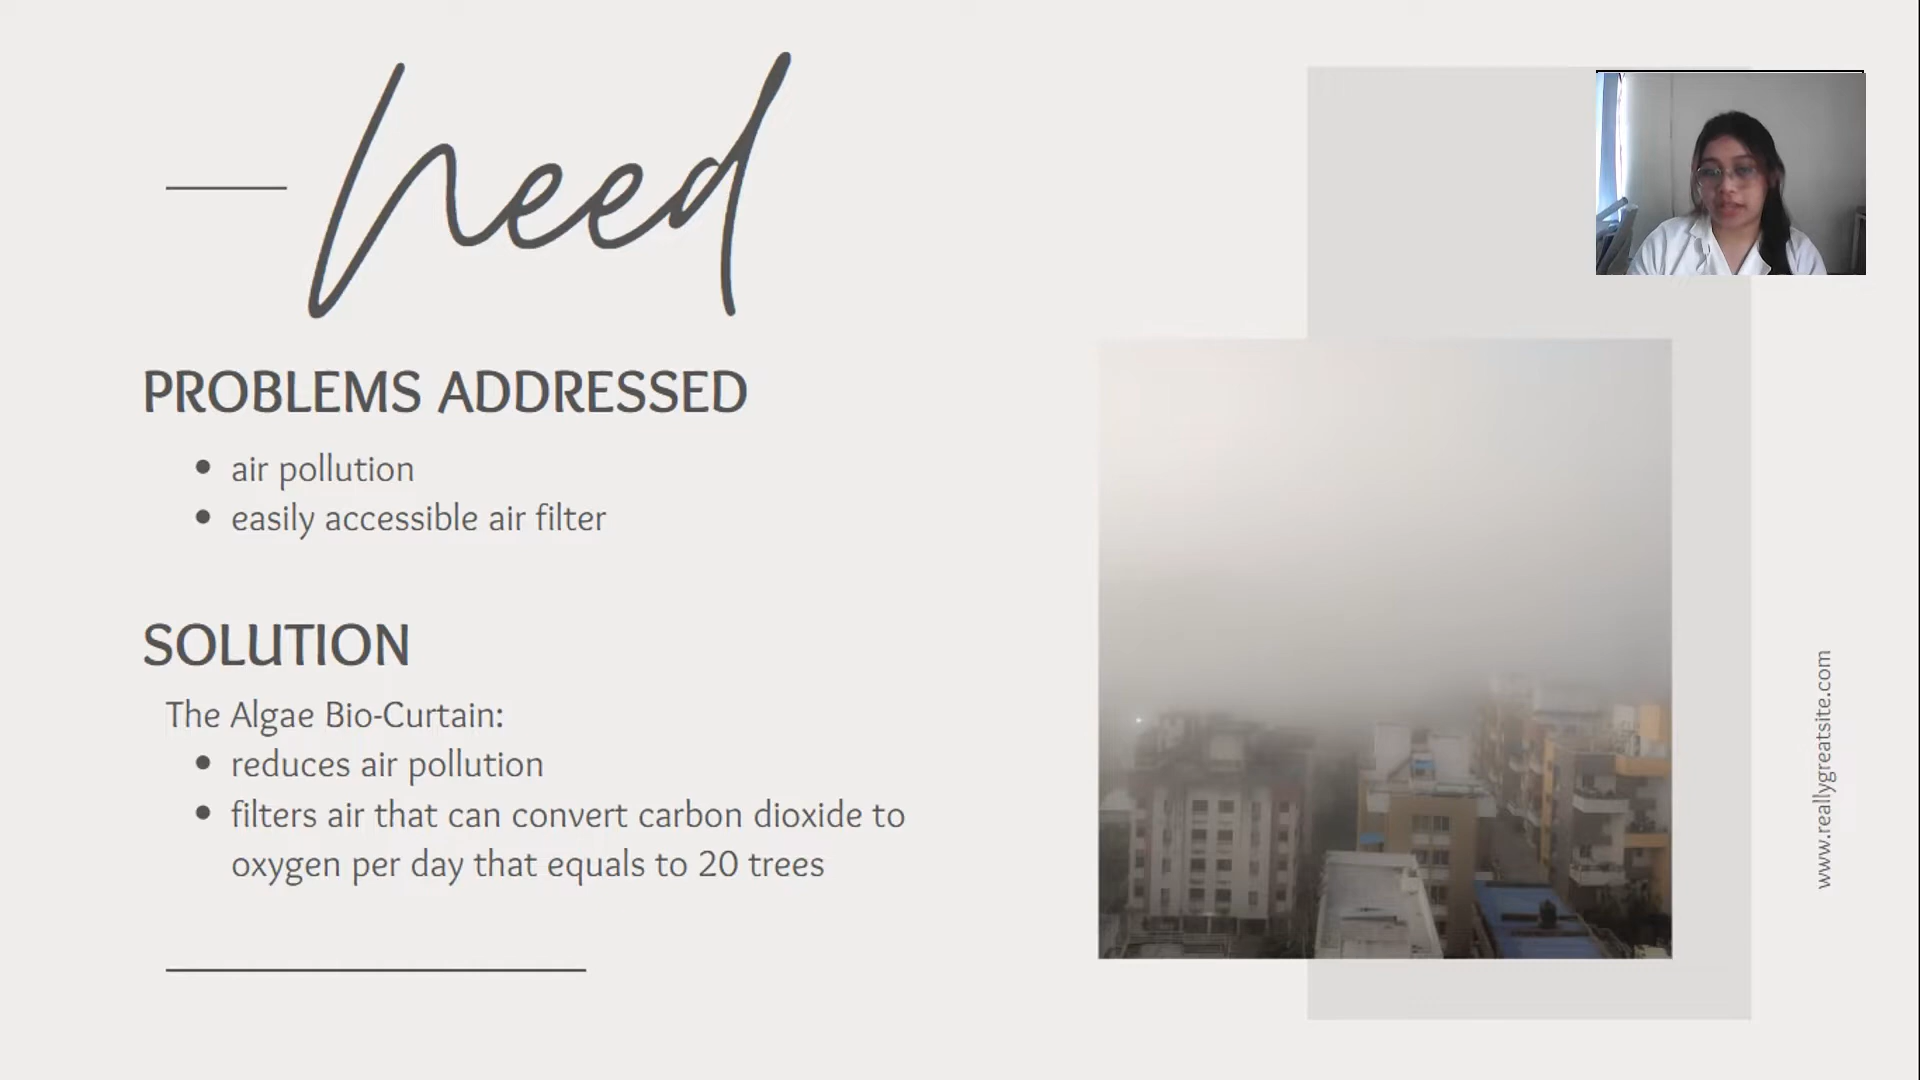 need
PROBLEMS ADDRESSED
• air pollution
• easily accessible air filter
SOLUTION
The Algae Bio-Curtain:
• reduces air pollution
• filters air that can convert carbon dioxide to
oxygen per day that equals to 20 trees
www.reallygreatsite.com